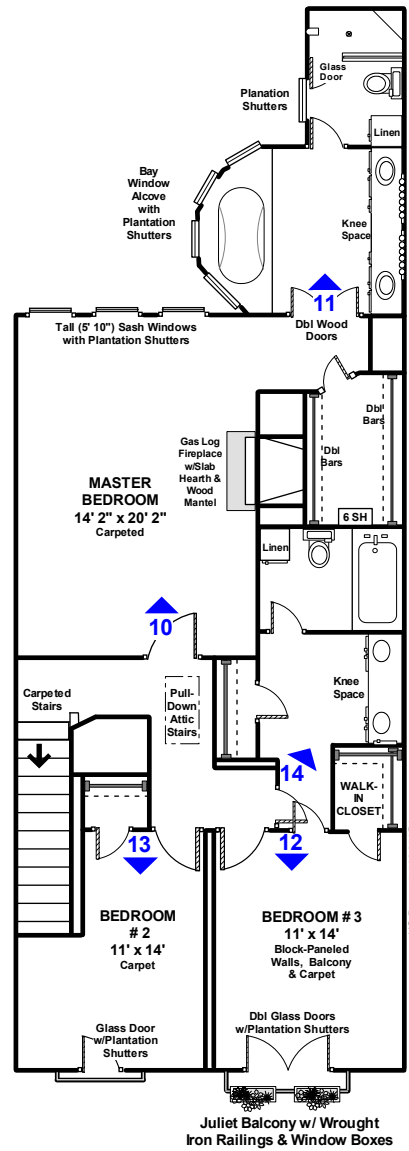 Glass
Door
Planation
Shutters
Linen
Bay
Window
Alcove
with
Plantation
Shutters
Knee
Space
11
Dbl Wood
Doors
Tall (5' 10") Sash Windows
with Plantation Shutters
Dbl
Bars
Gas Log
Fireplace
w/Slab
Hearth &
Wood
Mantel
Dbl
Bars
MASTER
BEDROOM
14' 2" x 20' 2"
Carpeted
6 SH
Linen
10
Carpeted
Stairs
Pull-
Down
Attic
Stairs
Knee
Space
14
WALK-
IN
CLOSET
13
12
BEDROOM
# 2
11' x 14'
Carpet
BEDROOM # 3
11' x 14'
Block-Paneled
Walls, Balcony
& Carpet
Glass Door
w/Plantation
Shutters
Dbl Glass Doors
w/Plantation Shutters
Juliet Balcony w/ Wrought
Iron Railings & Window Boxes